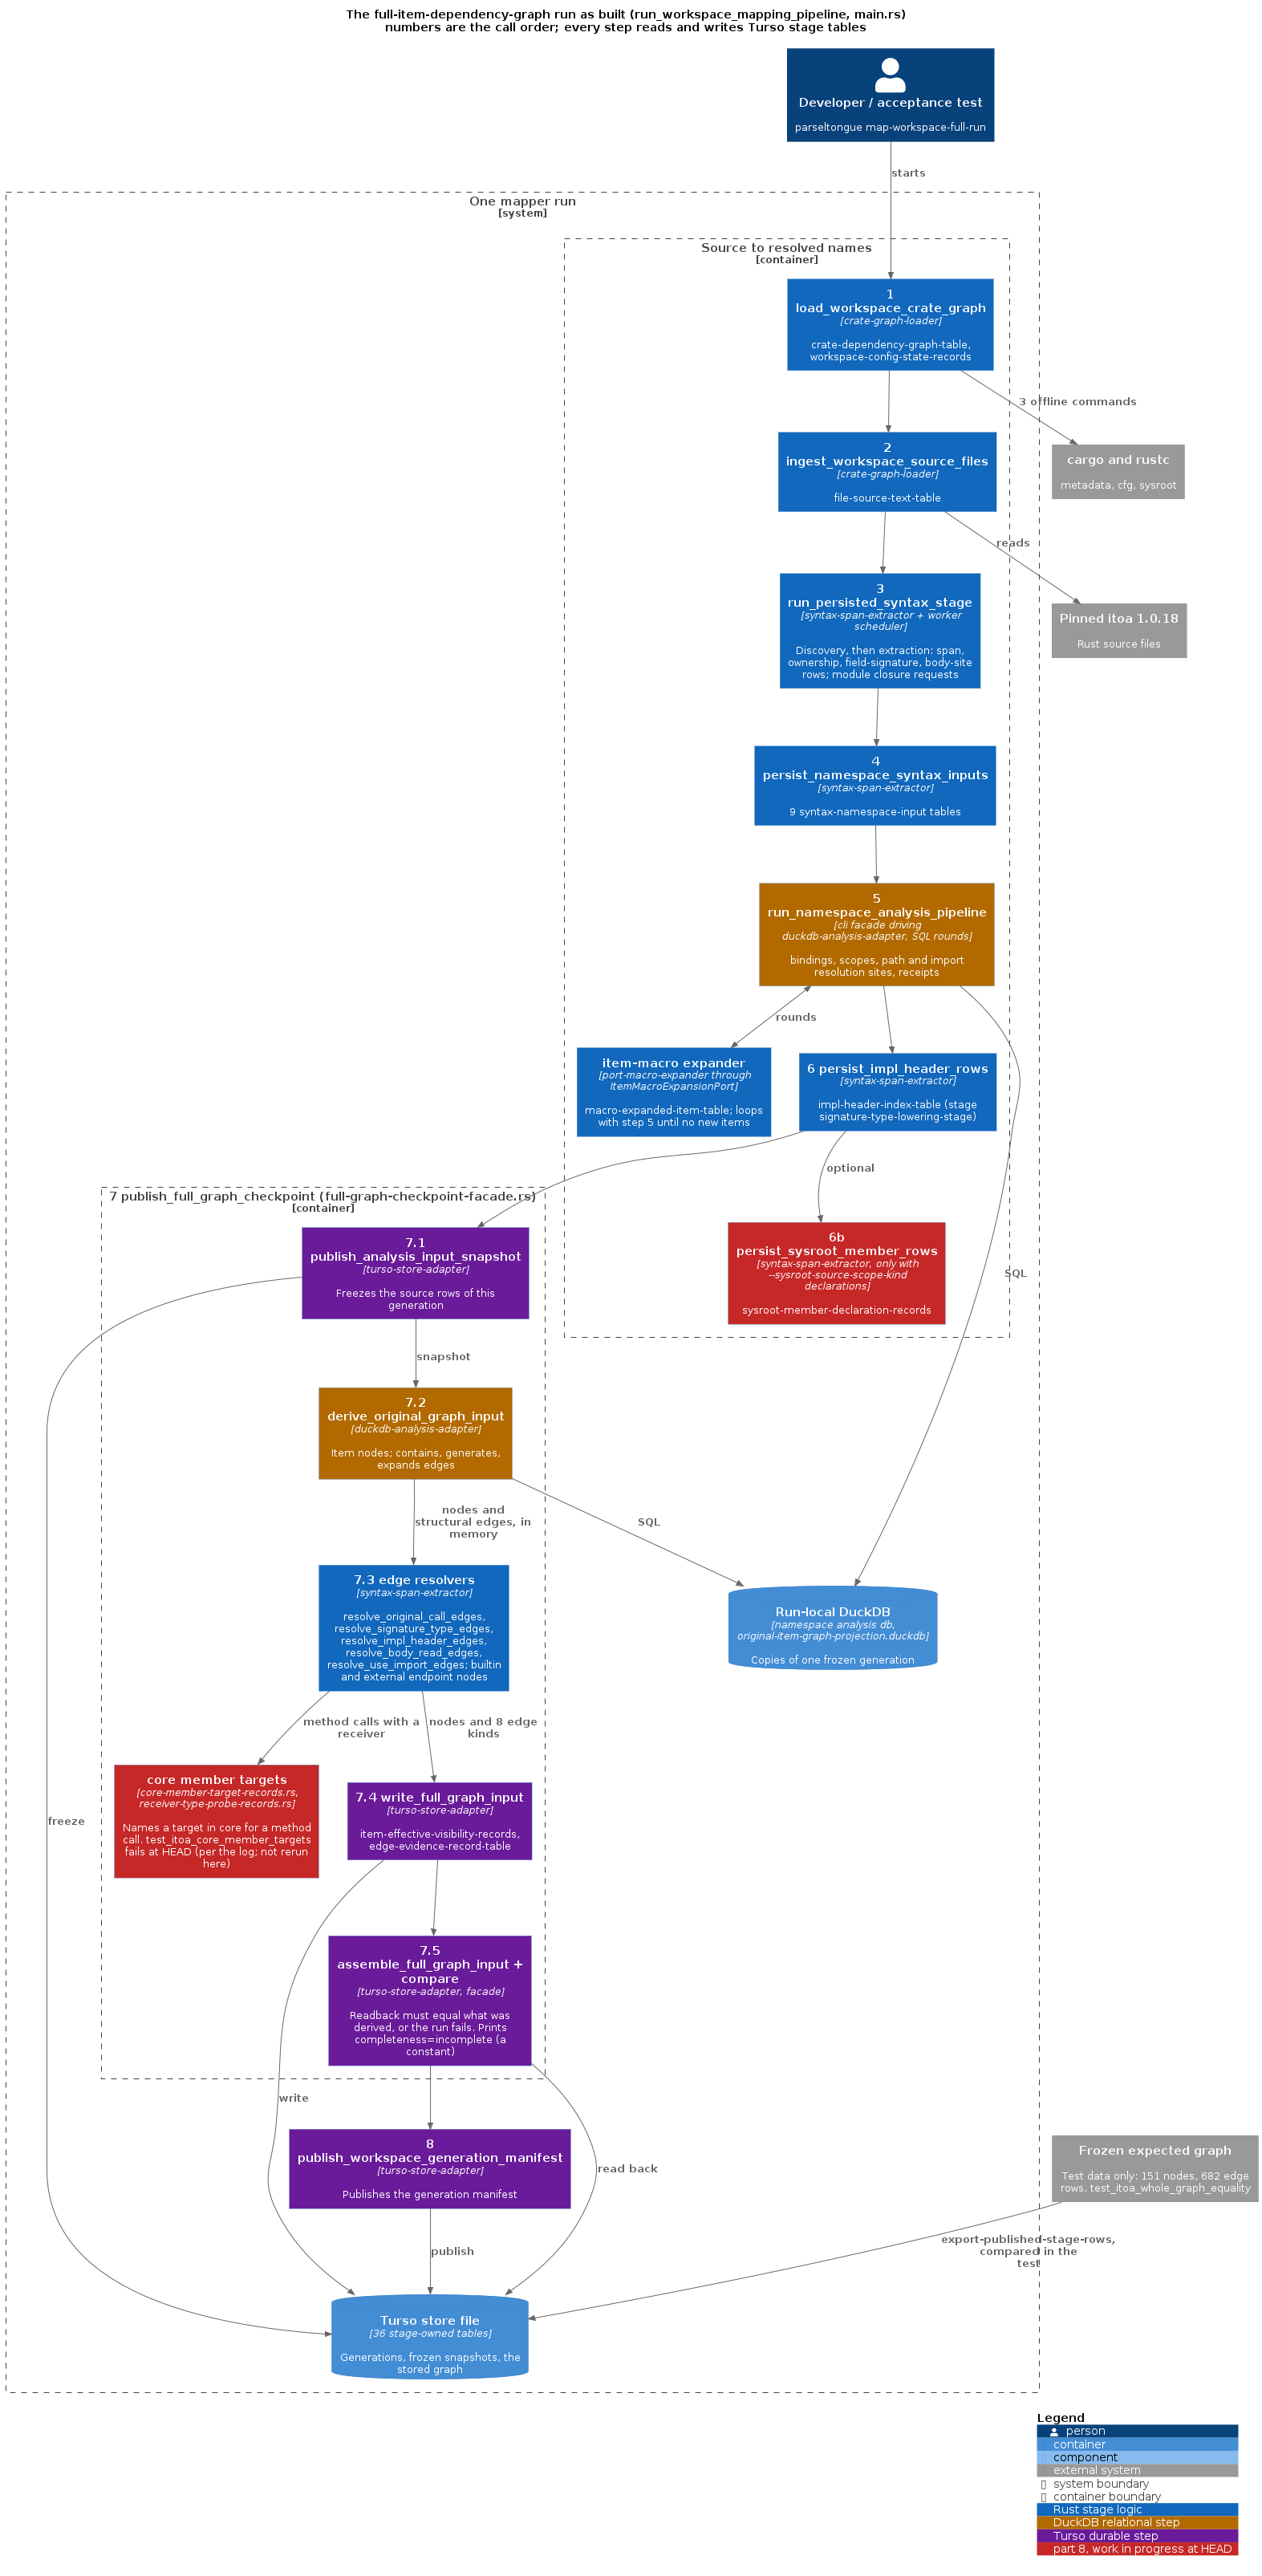 The full-item-dependency-graph run as built (run_workspace_mapping_pipeline, main.rs)
numbers are the call order; every step reads and writes Turso stage tables
Developer / acceptance test
parseltongue map-workspace-full-run
starts
One mapper run
[system]
Source to resolved names
[container]
1
load_workspace_crate_graph
[crate-graph-loader]
crate-dependency-graph-table,
workspace-config-state-records
3 offline commands
cargo and rustc
metadata, cfg, sysroot
2
ingest_workspace_source_files
[crate-graph-loader]
file-source-text-table
reads
Pinned itoa 1.0.18
Rust source files
3
run_persisted_syntax_stage
[syntax-span-extractor + worker
scheduler]
Discovery, then extraction: span,
ownership, field-signature, body-site
rows; module closure requests
4
persist_namespace_syntax_inputs
[syntax-span-extractor]
9 syntax-namespace-input tables
5
run_namespace_analysis_pipeline
[cli facade driving
duckdb-analysis-adapter, SQL rounds]
bindings, scopes, path and import
resolution sites, receipts
rounds
item-macro expander
[port-macro-expander through
ItemMacroExpansionPort]
macro-expanded-item-table; loops
with step 5 until no new items
6 persist_impl_header_rows
[syntax-span-extractor]
impl-header-index-table (stage
signature-type-lowering-stage)
optional
6b
persist_sysroot_member_rows
[syntax-span-extractor, only with
--sysroot-source-scope-kind
declarations]
sysroot-member-declaration-records
SQL
7 publish_full_graph_checkpoint (full-graph-checkpoint-facade.rs)
[container]
7.1
publish_analysis_input_snapshot
[turso-store-adapter]
Freezes the source rows of this
generation
snapshot
7.2
derive_original_graph_input
[duckdb-analysis-adapter]
Item nodes; contains, generates,
expands edges
nodes and
structural edges, in
memory
SQL
7.3 edge resolvers
[syntax-span-extractor]
resolve_original_call_edges,
resolve_signature_type_edges,
resolve_impl_header_edges,
resolve_body_read_edges,
resolve_use_import_edges; builtin
and external endpoint nodes
Run-local DuckDB
[namespace analysis db,
original-item-graph-projection.duckdb]
Copies of one frozen generation
method calls with a
receiver
nodes and 8 edge
kinds
core member targets
[core-member-target-records.rs,
receiver-type-probe-records.rs]
Names a target in core for a method
call. test_itoa_core_member_targets
fails at HEAD (per the log; not rerun
here)
7.4 write_full_graph_input
[turso-store-adapter]
item-effective-visibility-records,
edge-evidence-record-table
freeze
7.5
assemble_full_graph_input +
compare
[turso-store-adapter, facade]
Readback must equal what was
derived, or the run fails. Prints
completeness=incomplete (a
constant)
write
8
publish_workspace_generation_manifest
[turso-store-adapter]
Publishes the generation manifest
read back
Frozen expected graph
Test data only: 151 nodes, 682 edge
rows. test_itoa_whole_graph_equality
publish
export-published-stage-rows,
compared in the
test
Turso store file
[36 stage-owned tables]
Generations, frozen snapshots, the
stored graph
Legend
person
container
component
external system
system boundary
container boundary
Rust stage logic
DuckDB relational step
Turso durable step
part 8, work in progress at HEAD